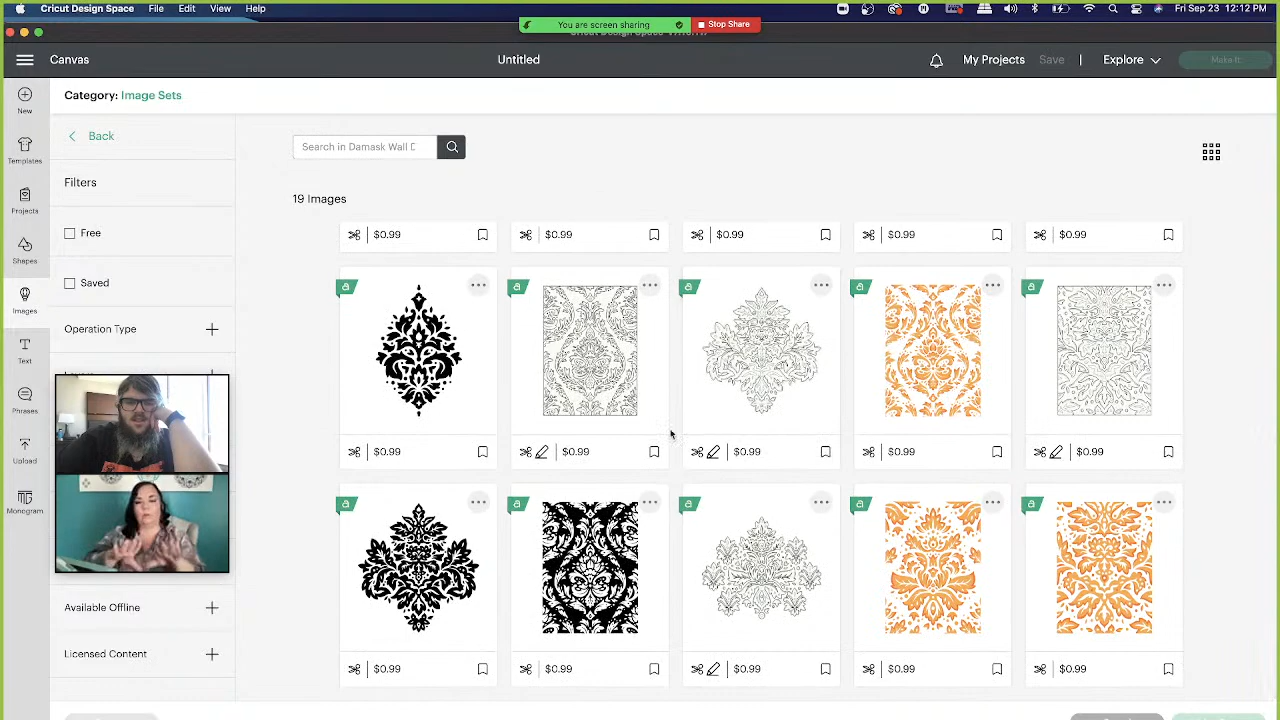 Cricut Design Space File Edit View Help
Fri Sep 23 12:12 PM
You are screen sharing
Stop Share
Canvas
Untitled
My Projects Save | Explore Make It
Category: Image Sets
New
Back
Search in Damask Wall D
Templates
Filters
19 Images
Projects
Free
$0.99 $0.99 $0.99 $0.99 $0.99
Shapes
Saved
Images
Operation Type
Text
Phrases
$0.99 $0.99 $0.99 $0.99 $0.99
Upload
Monogram
Available Offline
Licensed Content
$0.99 $0.99 $0.99 $0.99 $0.99